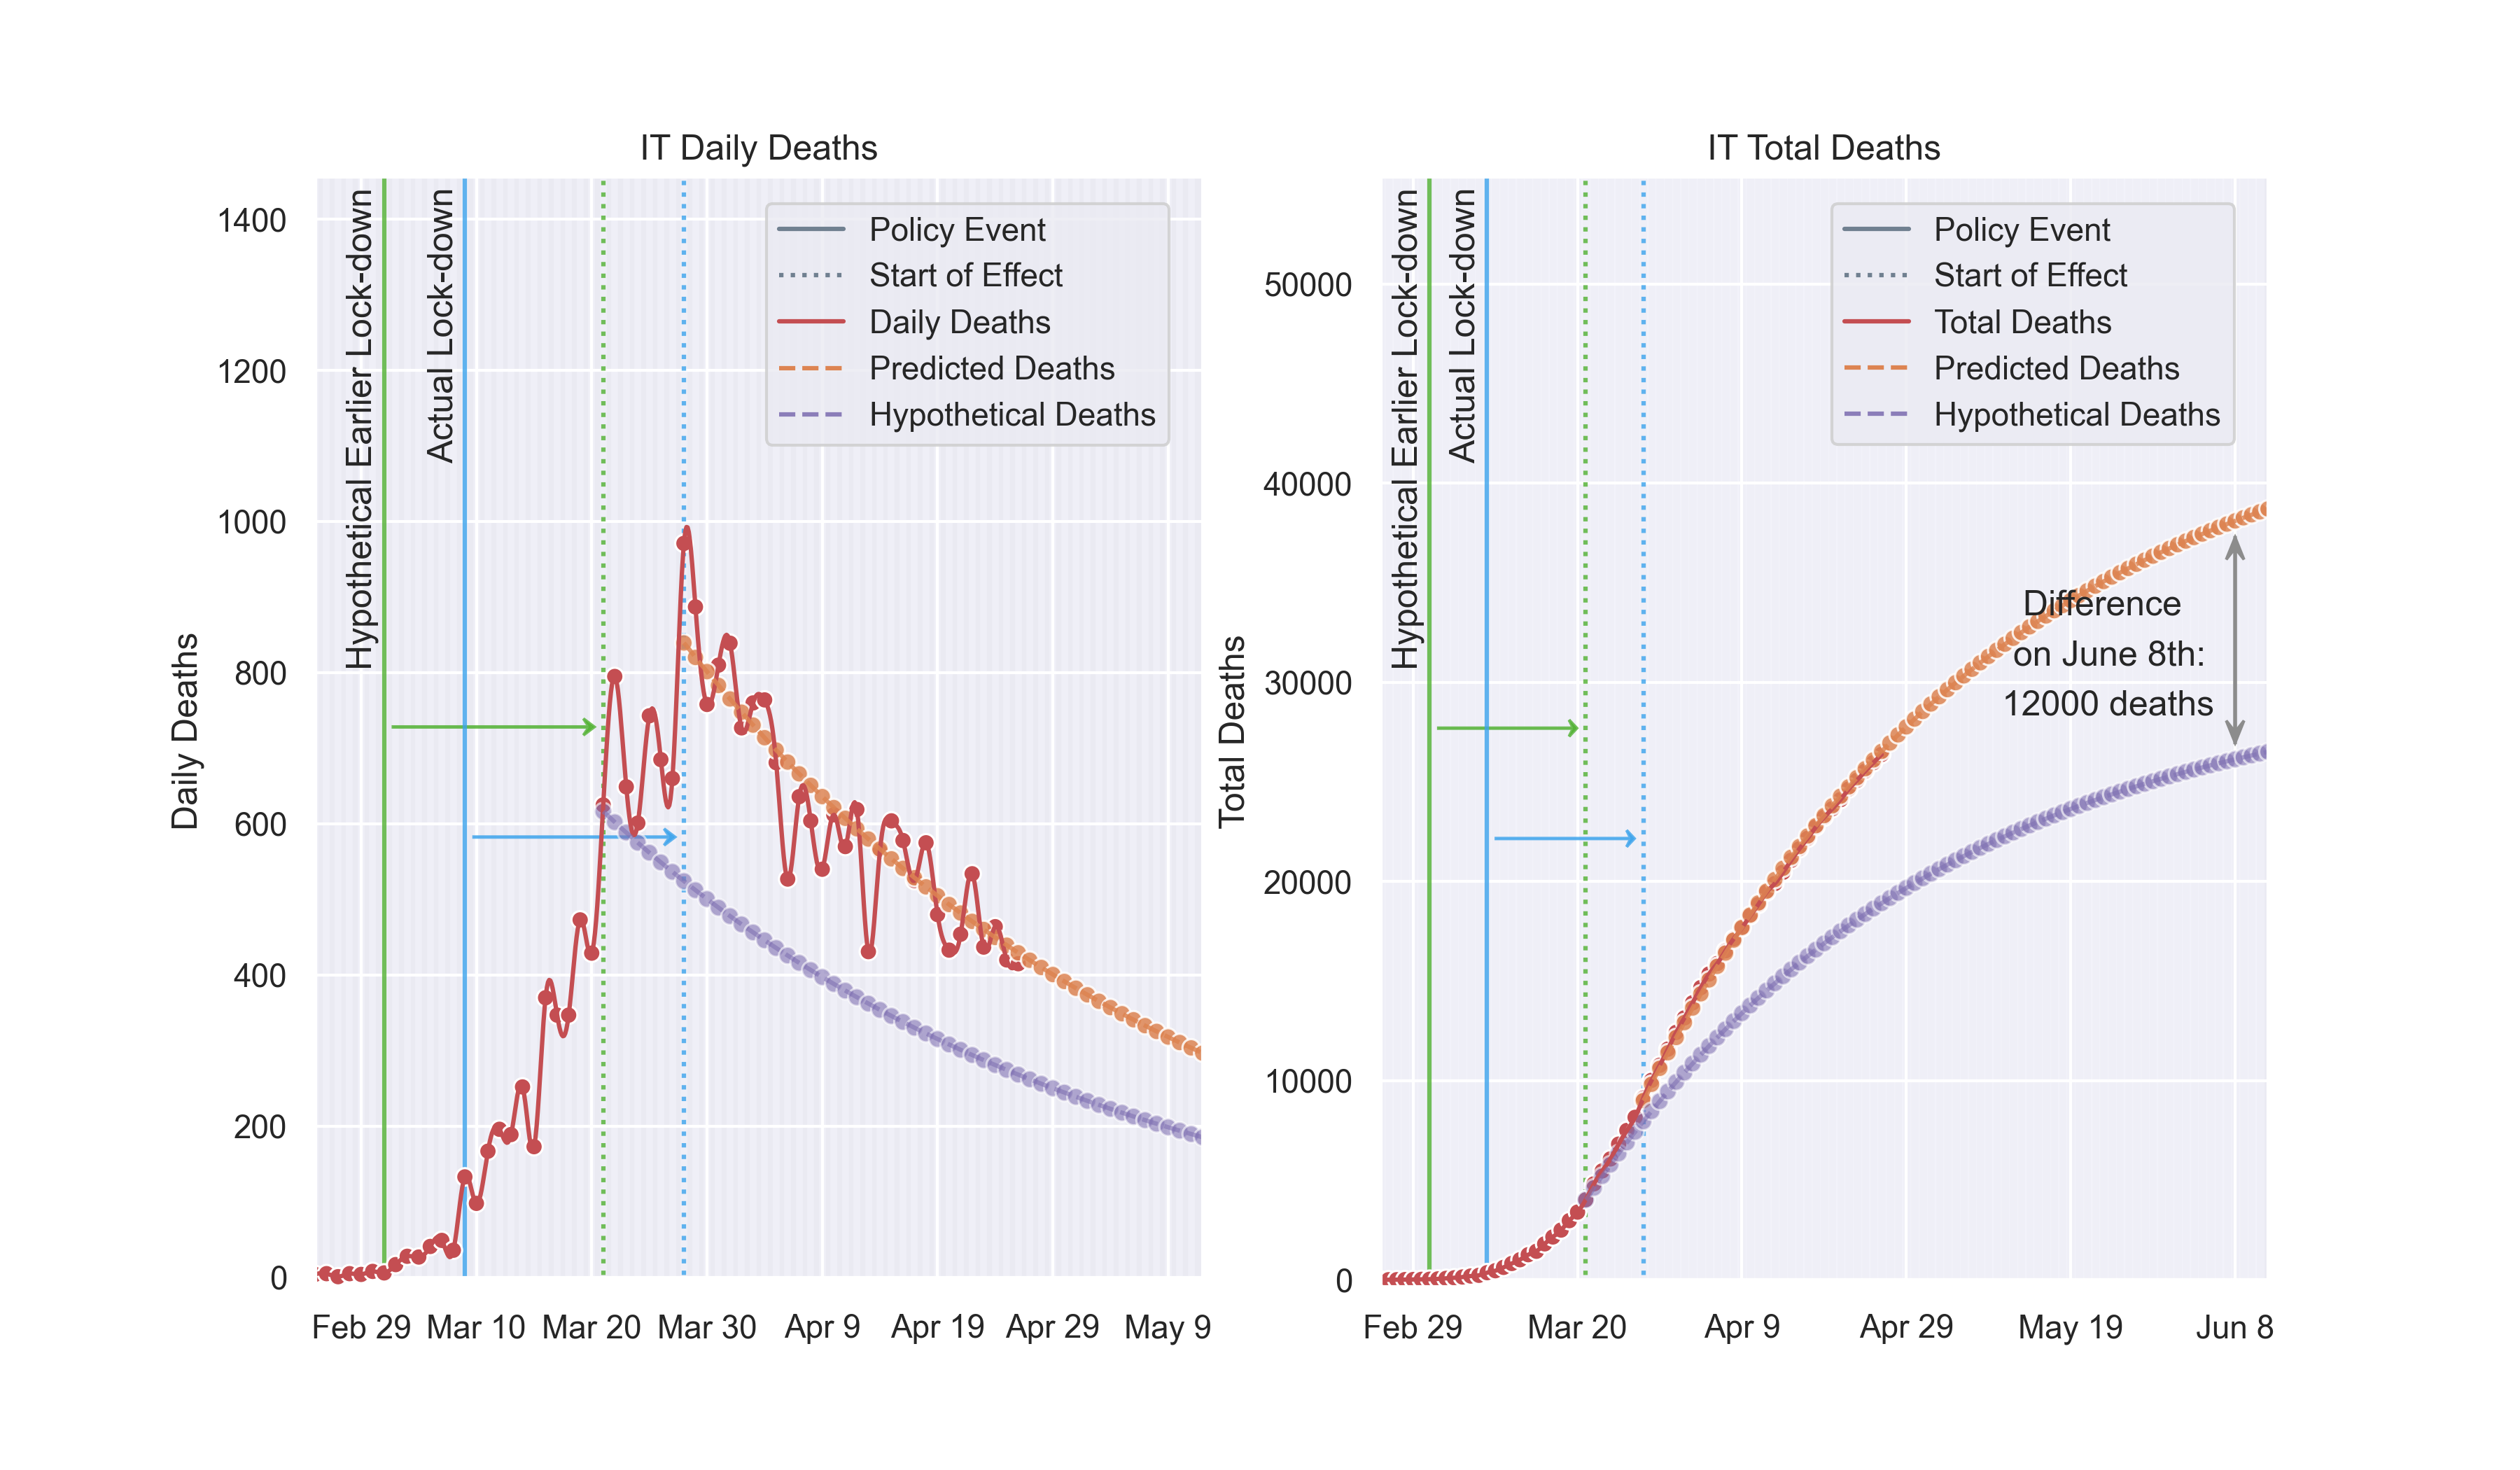 IT Daily Deaths
Daily Deaths
1400
1200
1000
800
600
400
200
0
Feb 29
Mar 10
Mar 20
Mar 30
Apr 9
Apr 19
Apr 29
May 9
Hypothetical Earlier Lock-down
Actual Lock-down
Policy Event
Start of Effect
Daily Deaths
Predicted Deaths
Hypothetical Deaths
IT Total Deaths
Total Deaths
50000
40000
30000
20000
10000
0
Feb 29
Mar 20
Apr 9
Apr 29
May 19
Jun 8
Hypothetical Earlier Lock-down
Actual Lock-down
Policy Event
Start of Effect
Total Deaths
Predicted Deaths
Hypothetical Deaths
Difference
on June 8th:
12000 deaths